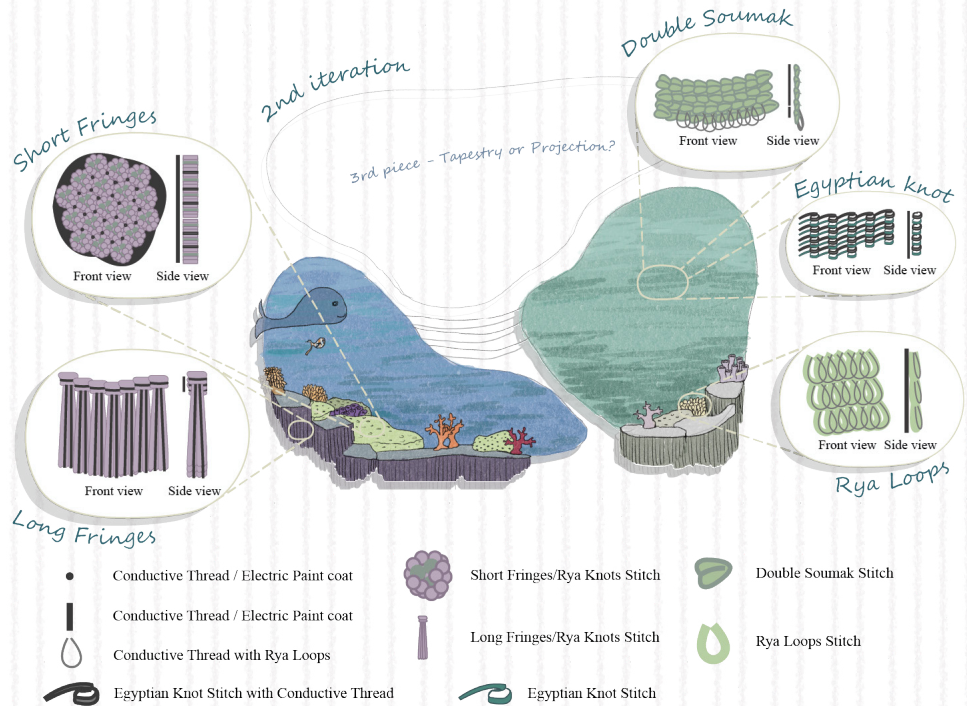 Double Soumak
Front view
Side view
2nd iteration
3rd piece - Tapestry or Projection?
Short Fringes
Front view
Side view
Egyptian knot
Front view
Side view
Front view
Side view
Long Fringes
Front view
Side view
Rya Loops
Conductive Thread / Electric Paint coat
Conductive Thread / Electric Paint coat
Conductive Thread with Rya Loops
Egyptian Knot Stitch with Conductive Thread
Short Fringes/Rya Knots Stitch
Long Fringes/Rya Knots Stitch
Egyptian Knot Stitch
Double Soumak Stitch
Rya Loops Stitch